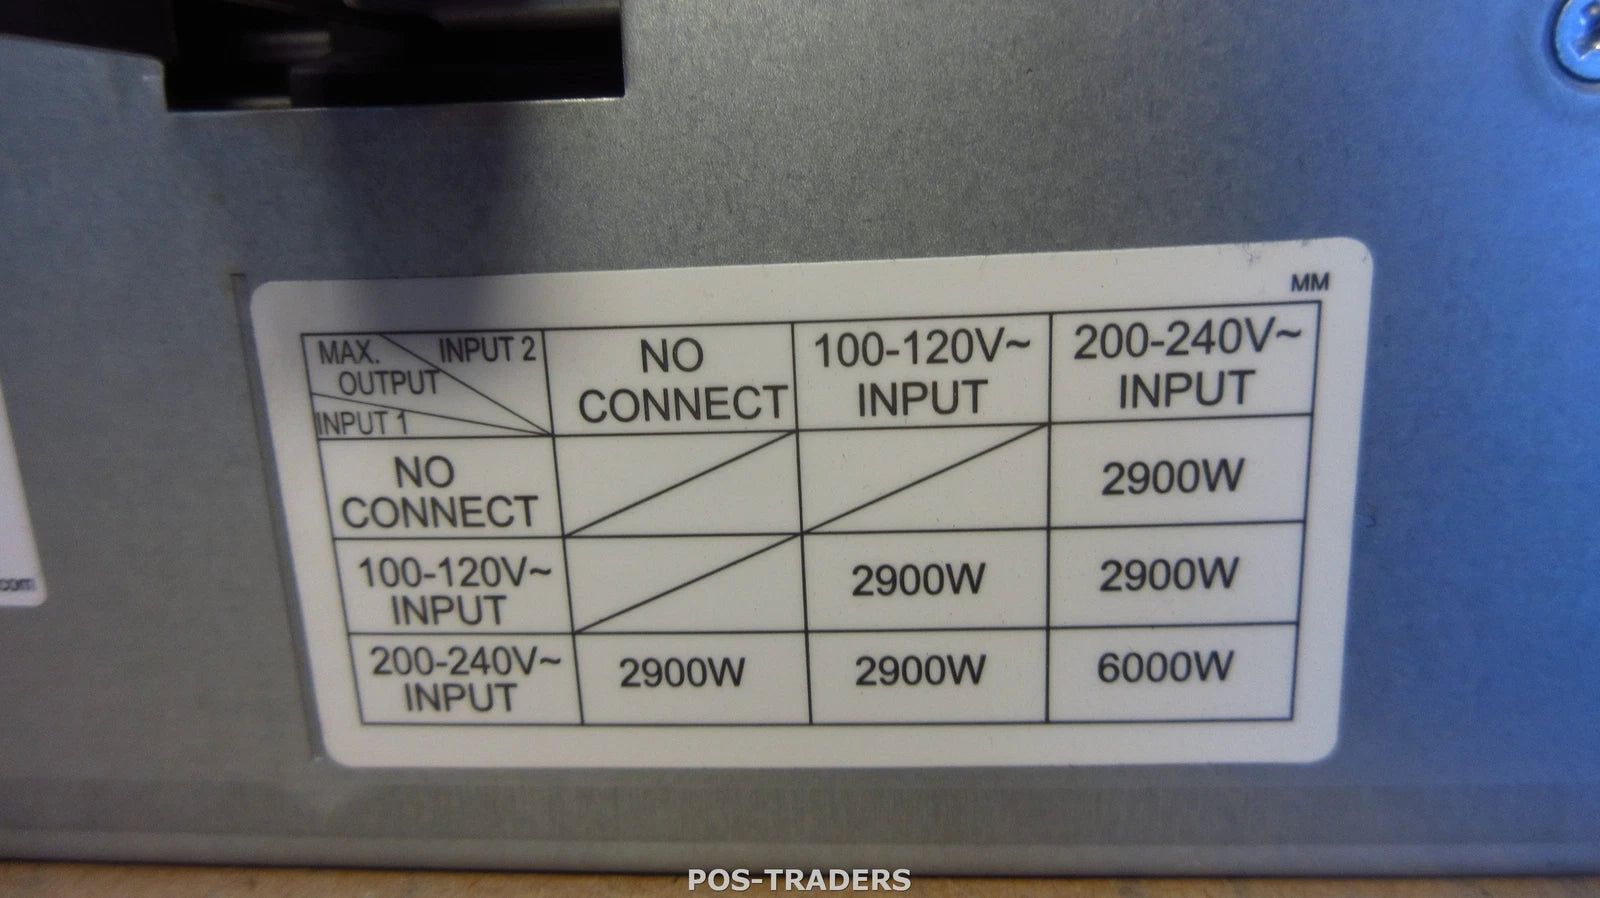 MM
MAX. OUTPUT INPUT 2
INPUT 1
NO CONNECT
100-120V~ INPUT
200-240V~ INPUT
NO CONNECT
2900W
100-120V~ INPUT
2900W
2900W
200-240V~ INPUT
2900W
2900W
6000W
com
POS-TRADERS